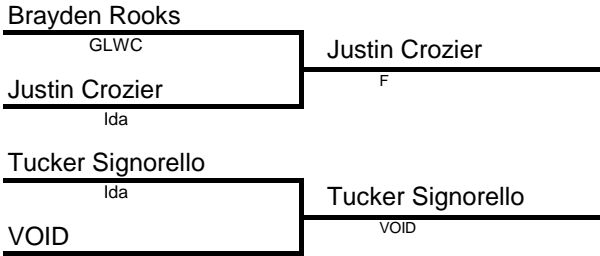 Brayden Rooks
GLWC
Justin Crozier
F
Justin Crozier
Ida
Tucker Signorello
Ida
Tucker Signorello
VOID
VOID